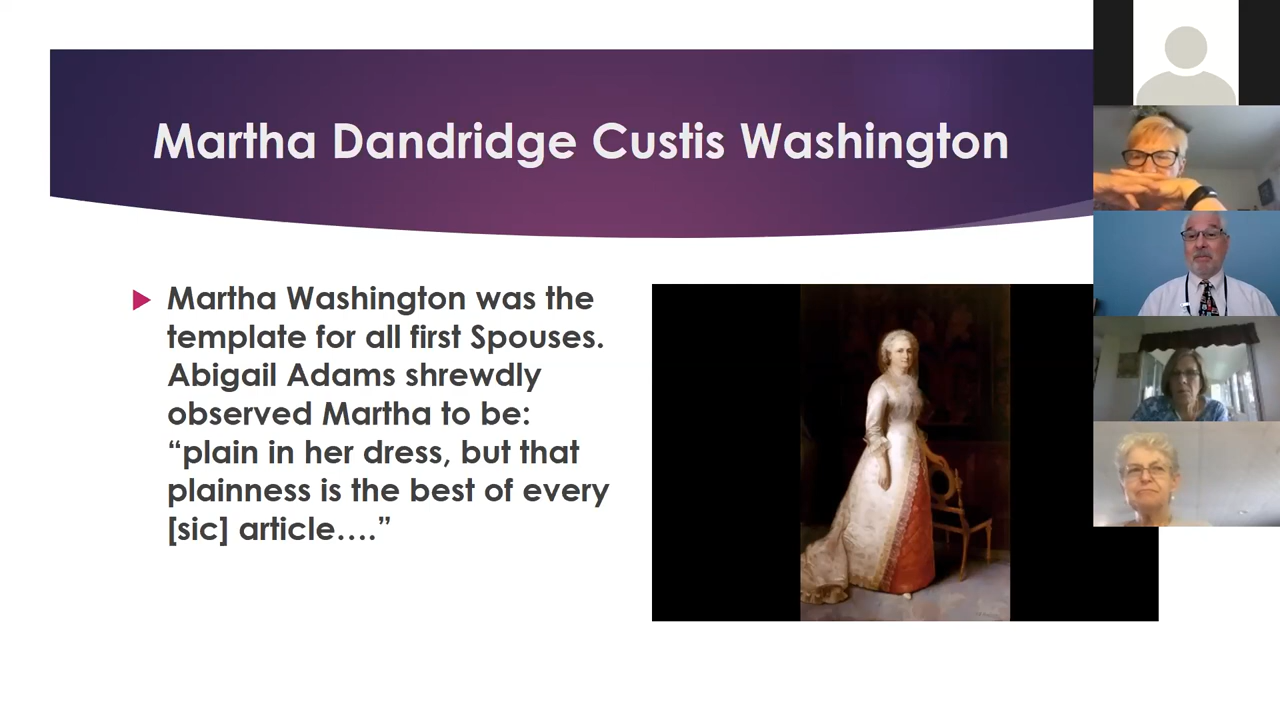 Martha Dandridge Custis Washington
Martha Washington was the
template for all first Spouses.
Abigail Adams shrewdly
observed Martha to be:
“plain in her dress, but that
plainness is the best of every
[sic] article….”